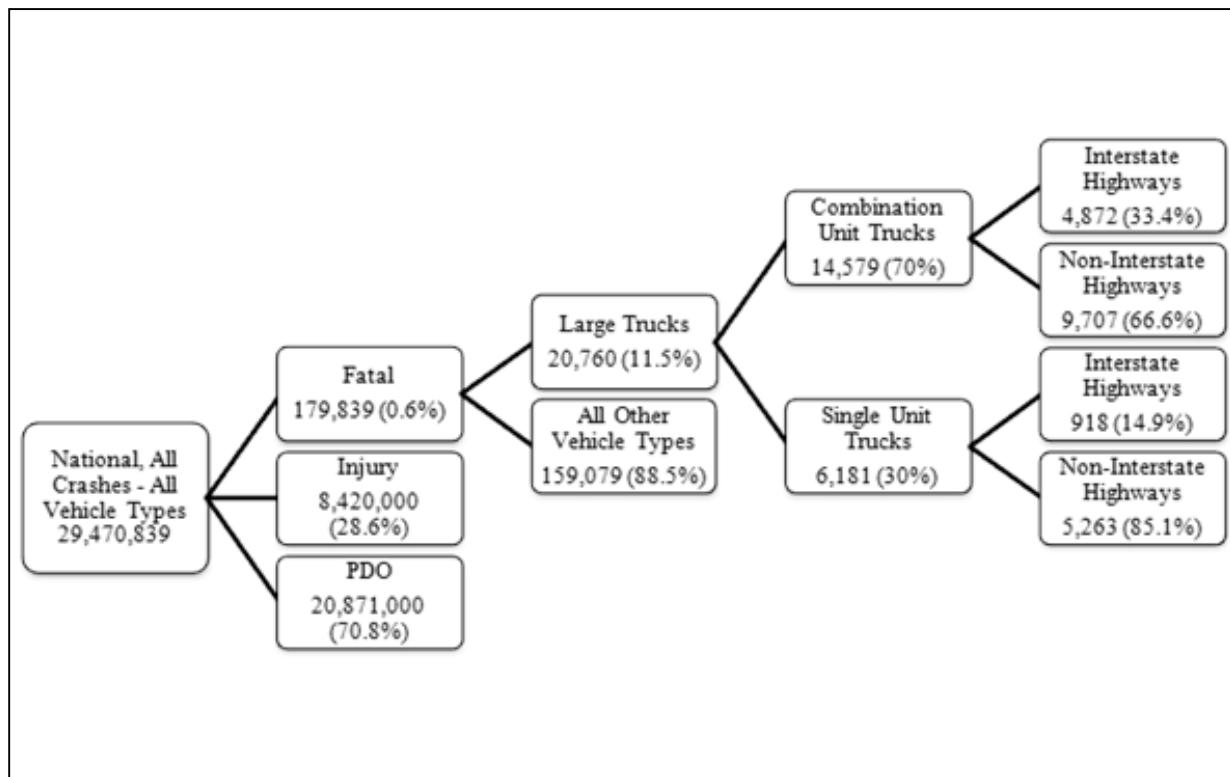 National, All
Crashes - All
Vehicle Types
29,470,839
Fatal
179,839 (0.6%)
Injury
8,420,000
(28.6%)
PDO
20,871,000
(70.8%)
Large Trucks
20,760 (11.5%)
All Other
Vehicle Types
159,079 (88.5%)
Combination
Unit Trucks
14,579 (70%)
Single Unit
Trucks
6,181 (30%)
Interstate
Highways
4,872 (33.4%)
Non-Interstate
Highways
9,707 (66.6%)
Interstate
Highways
918 (14.9%)
Non-Interstate
Highways
5,263 (85.1%)